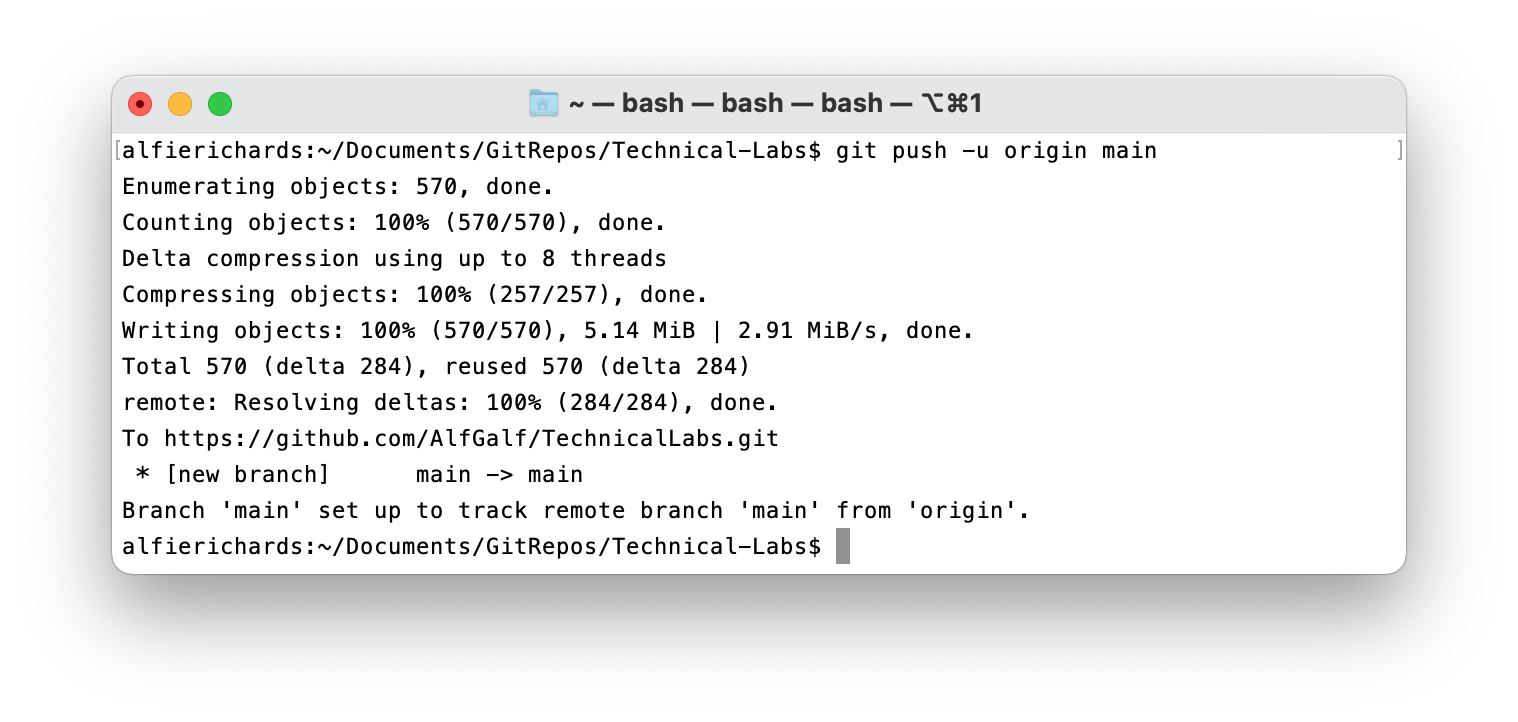 ~ — bash — bash — bash — ⌥⌘1
[alfierichards:~/Documents/GitRepos/Technical-Labs$ git push -u origin main ]
Enumerating objects: 570, done.
Counting objects: 100% (570/570), done.
Delta compression using up to 8 threads
Compressing objects: 100% (257/257), done.
Writing objects: 100% (570/570), 5.14 MiB | 2.91 MiB/s, done.
Total 570 (delta 284), reused 570 (delta 284)
remote: Resolving deltas: 100% (284/284), done.
To https://github.com/AlfGalf/TechnicalLabs.git
 * [new branch]      main -> main
Branch 'main' set up to track remote branch 'main' from 'origin'.
alfierichards:~/Documents/GitRepos/Technical-Labs$